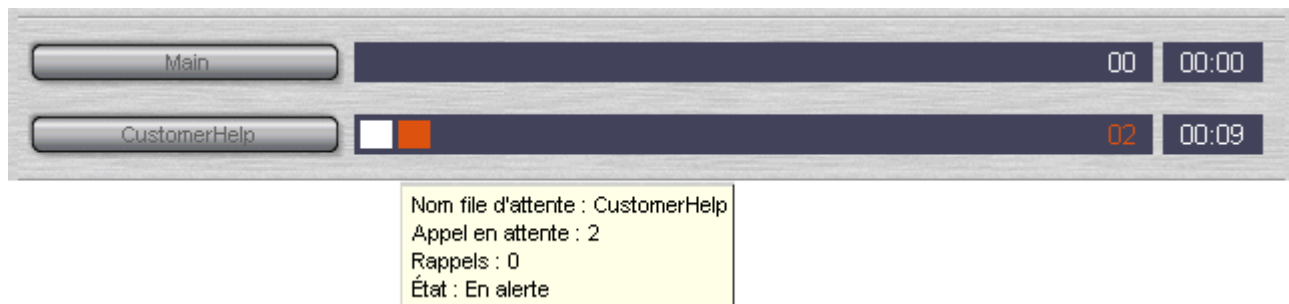 Main 00 00:00
CustomerHelp 02 00:09
Nom file d'attente : CustomerHelp
Appel en attente : 2
Rappels : 0
État : En alerte